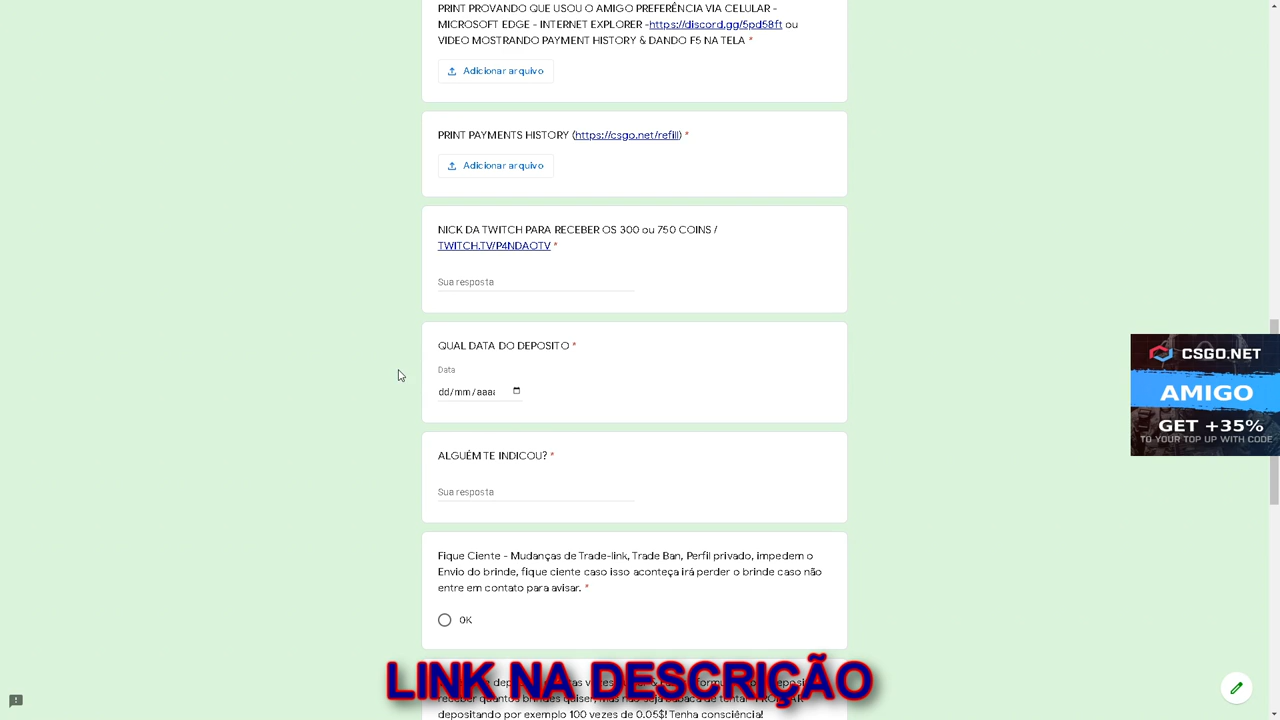 PRINT PROVANDO QUE USOU O AMIGO PREFERÊNCIA VIA CELULAR -
MICROSOFT EDGE - INTERNET EXPLORER -https://discord.gg/5pd58ft ou
VIDEO MOSTRANDO PAYMENT HISTORY & DANDO F5 NA TELA *
Adicionar arquivo
PRINT PAYMENTS HISTORY (https://csgo.net/refill) *
Adicionar arquivo
NICK DA TWITCH PARA RECEBER OS 300 ou 750 COINS /
TWITCH.TV/P4NDAOTV *
Sua resposta
QUAL DATA DO DEPOSITO *
Data
dd/mm/aaaa
ALGUÉM TE INDICOU? *
Sua resposta
Fique Ciente - Mudanças de Trade-link, Trade Ban, Perfil privado, impedem o
Envio do brinde, fique ciente caso isso aconteça irá perder o brinde caso não
entre em contato para avisar. *
OK
CSGO.NET
AMIGO
GET +35%
TO YOUR TOP UP WITH CODE
LINK NA DESCRIÇÃO
depositando por exemplo 100 vezes de 0.05$! Tenha consciência!